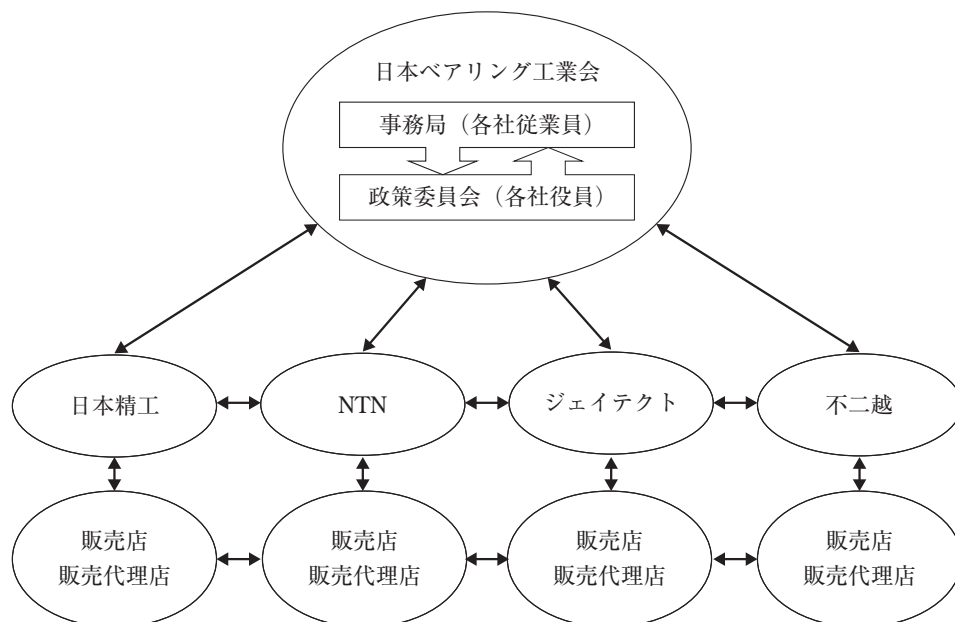 日本ベアリング工業会
事務局（各社従業員）
政策委員会（各社役員）
日本精工
NTN
ジェイテクト
不二越
販売店
販売代理店
販売店
販売代理店
販売店
販売代理店
販売店
販売代理店